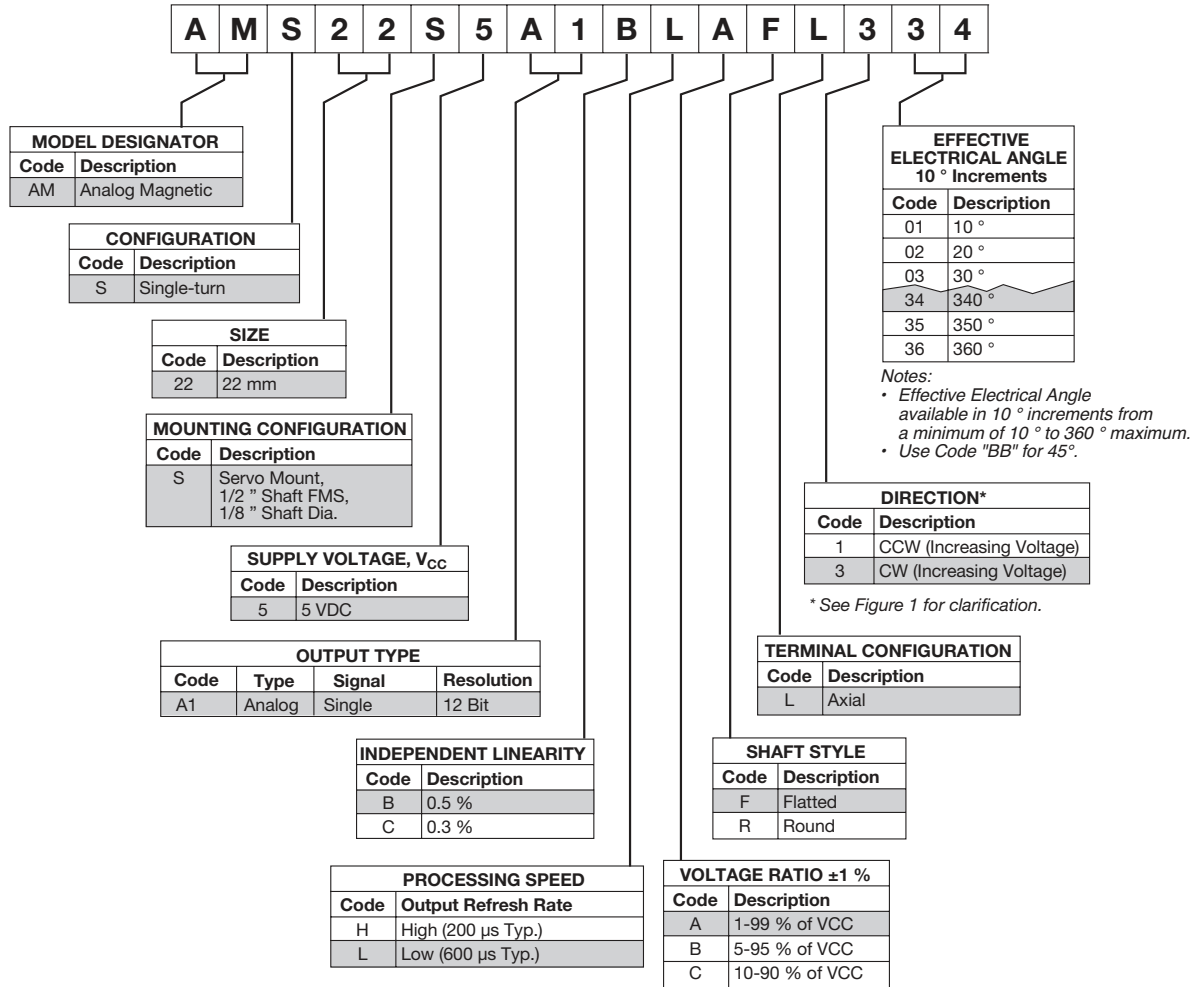 A M S 2 2 S 5 A 1 B L A F L 3 3 4
MODEL DESIGNATOR
Code Description
AM Analog Magnetic
CONFIGURATION
Code Description
S Single-turn
SIZE
Code Description
22 22 mm
MOUNTING CONFIGURATION
Code Description
S Servo Mount,
1/2 ” Shaft FMS,
1/8 ” Shaft Dia.
SUPPLY VOLTAGE, VCC
Code Description
5 5 VDC
OUTPUT TYPE
Code Type Signal Resolution
A1 Analog Single 12 Bit
INDEPENDENT LINEARITY
Code Description
B 0.5 %
C 0.3 %
PROCESSING SPEED
Code Output Refresh Rate
H High (200 µs Typ.)
L Low (600 µs Typ.)
VOLTAGE RATIO ±1 %
Code Description
A 1-99 % of VCC
B 5-95 % of VCC
C 10-90 % of VCC
SHAFT STYLE
Code Description
F Flatted
R Round
TERMINAL CONFIGURATION
Code Description
L Axial
DIRECTION*
Code Description
1 CCW (Increasing Voltage)
3 CW (Increasing Voltage)
* See Figure 1 for clarification.
EFFECTIVE
ELECTRICAL ANGLE
10 ° Increments
Code Description
01 10 °
02 20 °
03 30 °
34 340 °
35 350 °
36 360 °
Notes:
• Effective Electrical Angle
available in 10 ° increments from
a minimum of 10 ° to 360 ° maximum.
• Use Code "BB" for 45°.